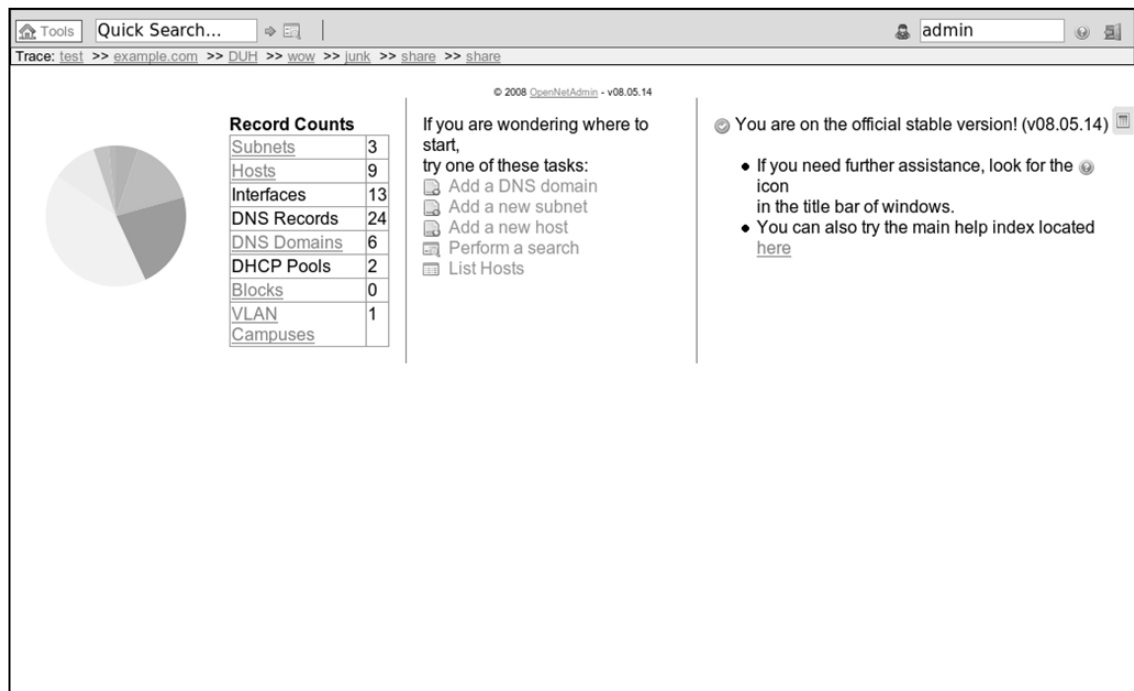 Tools Quick Search... admin
Trace: test >> example.com >> DUH >> wow >> junk >> share >> share
© 2008 OpenNetAdmin - v08.05.14
Record Counts
Subnets 3
Hosts 9
Interfaces 13
DNS Records 24
DNS Domains 6
DHCP Pools 2
Blocks 0
VLAN 1
Campuses
If you are wondering where to
start,
try one of these tasks:
Add a DNS domain
Add a new subnet
Add a new host
Perform a search
List Hosts
You are on the official stable version! (v08.05.14)
• If you need further assistance, look for the
icon
in the title bar of windows.
• You can also try the main help index located
here